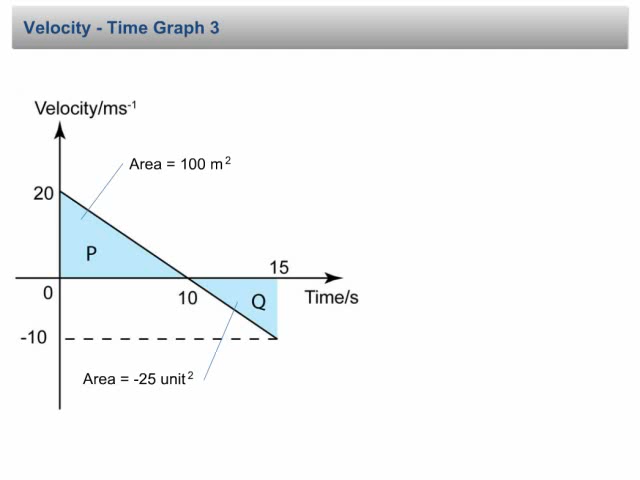 Velocity - Time Graph 3
Velocity/ms⁻¹
Area = 100 m²
20
P
15
0
10
Q
Time/s
-10
Area = -25 unit²